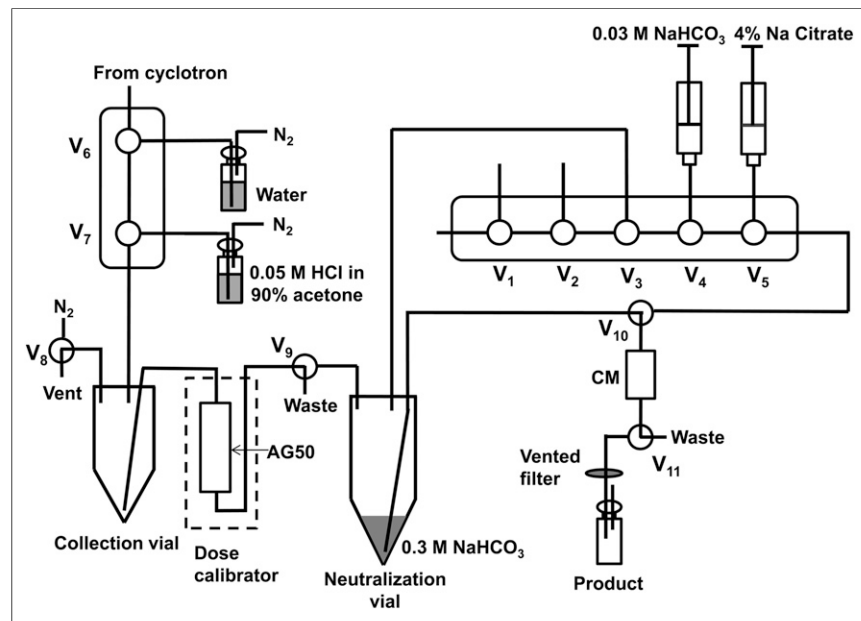 0.03 M NaHCO₃ 4% Na Citrate
From cyclotron
V₆
N₂
Water
V₇
N₂
0.05 M HCl in
90% acetone
V₁ V₂ V₃ V₄ V₅
N₂
V₈
Vent
V₉
Waste
V₁₀
CM
AG50
Waste
V₁₁
Vented
filter
Collection vial
Dose
calibrator
0.3 M NaHCO₃
Neutralization
vial
Product